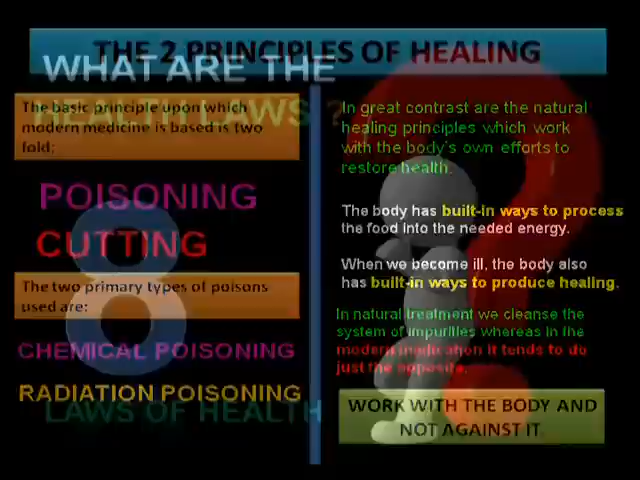 THE 2 PRINCIPLES OF HEALING
WHAT ARE THE
HEALTH LAWS ?
The basic principle upon which
modern medicine is based is two
fold:
POISONING
CUTTING
8
The two primary types of poisons
used are:
CHEMICAL POISONING
RADIATION POISONING
LAWS OF HEALTH
In great contrast are the natural
healing principles which work
with the body's own efforts to
restore health.
The body has built-in ways to process
the food into the needed energy.
When we become ill, the body also
has built-in ways to produce healing.
In natural treatment we cleanse the
system of impurities whereas in the
modern medication it tends to do
just the opposite.
WORK WITH THE BODY AND
NOT AGAINST IT.